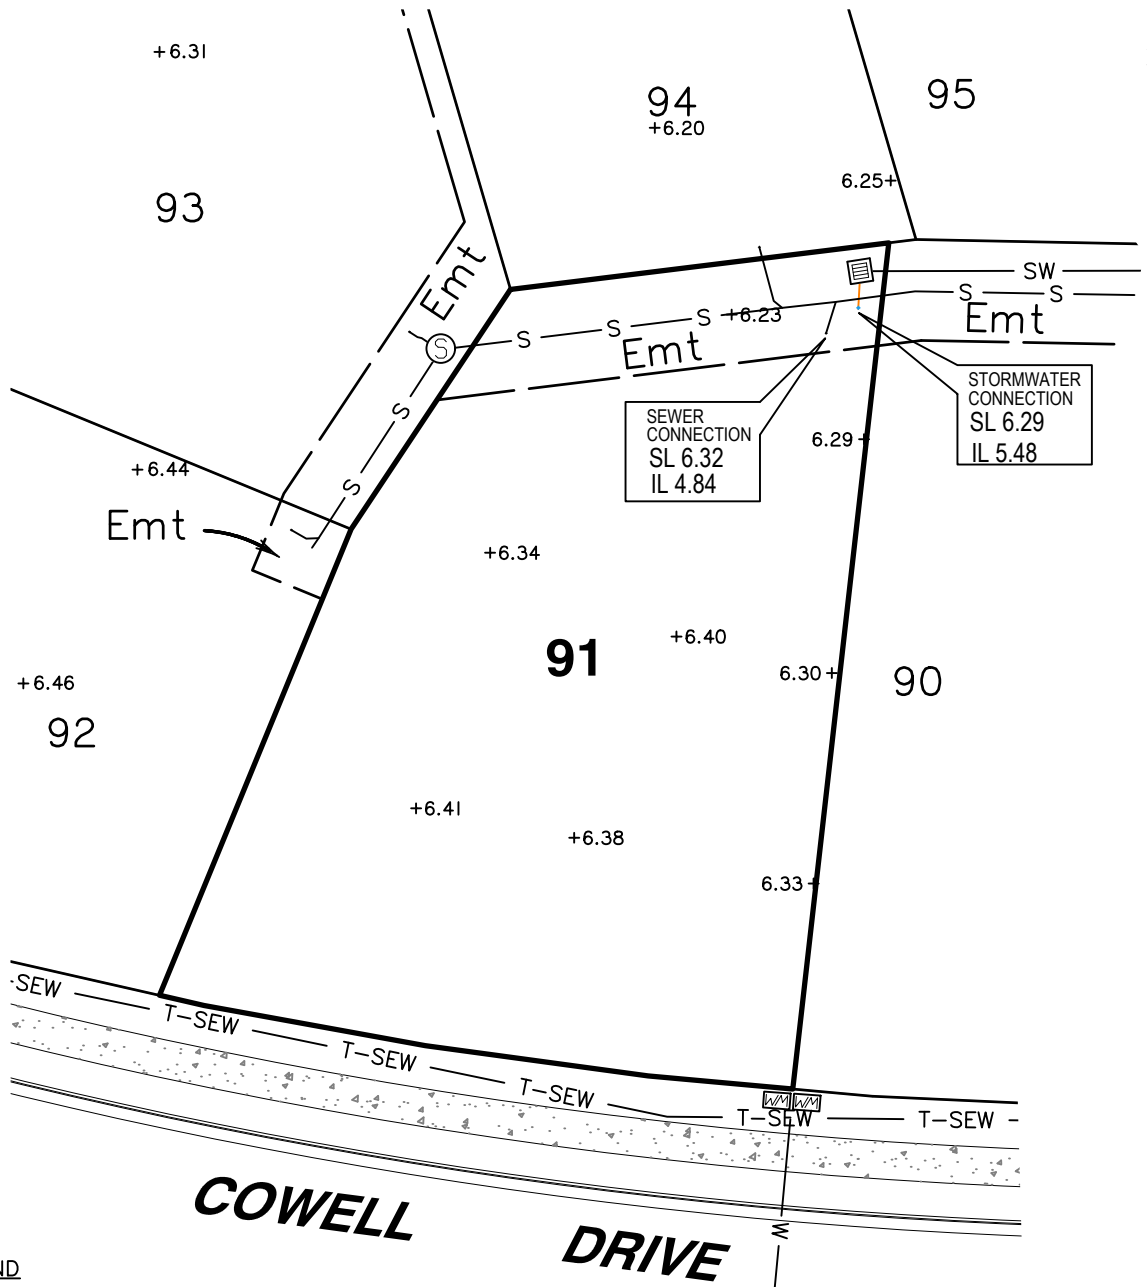 +6.31
94
+6.20
95
6.25+
93
Emt
SW
S S
S S S +6.23
Emt
Emt
S
S
S
S
STORMWATER
CONNECTION
SL 6.29
IL 5.48
SEWER
CONNECTION
SL 6.32
IL 4.84
6.29+
+6.44
Emt
+6.34
+6.40
91
6.30+
90
+6.46
92
+6.41
+6.38
6.33+
-SEW
T-SEW
T-SEW
T-SEW
W/M W/M
T-SEW
T-SEW
COWELL DRIVE
W
ND